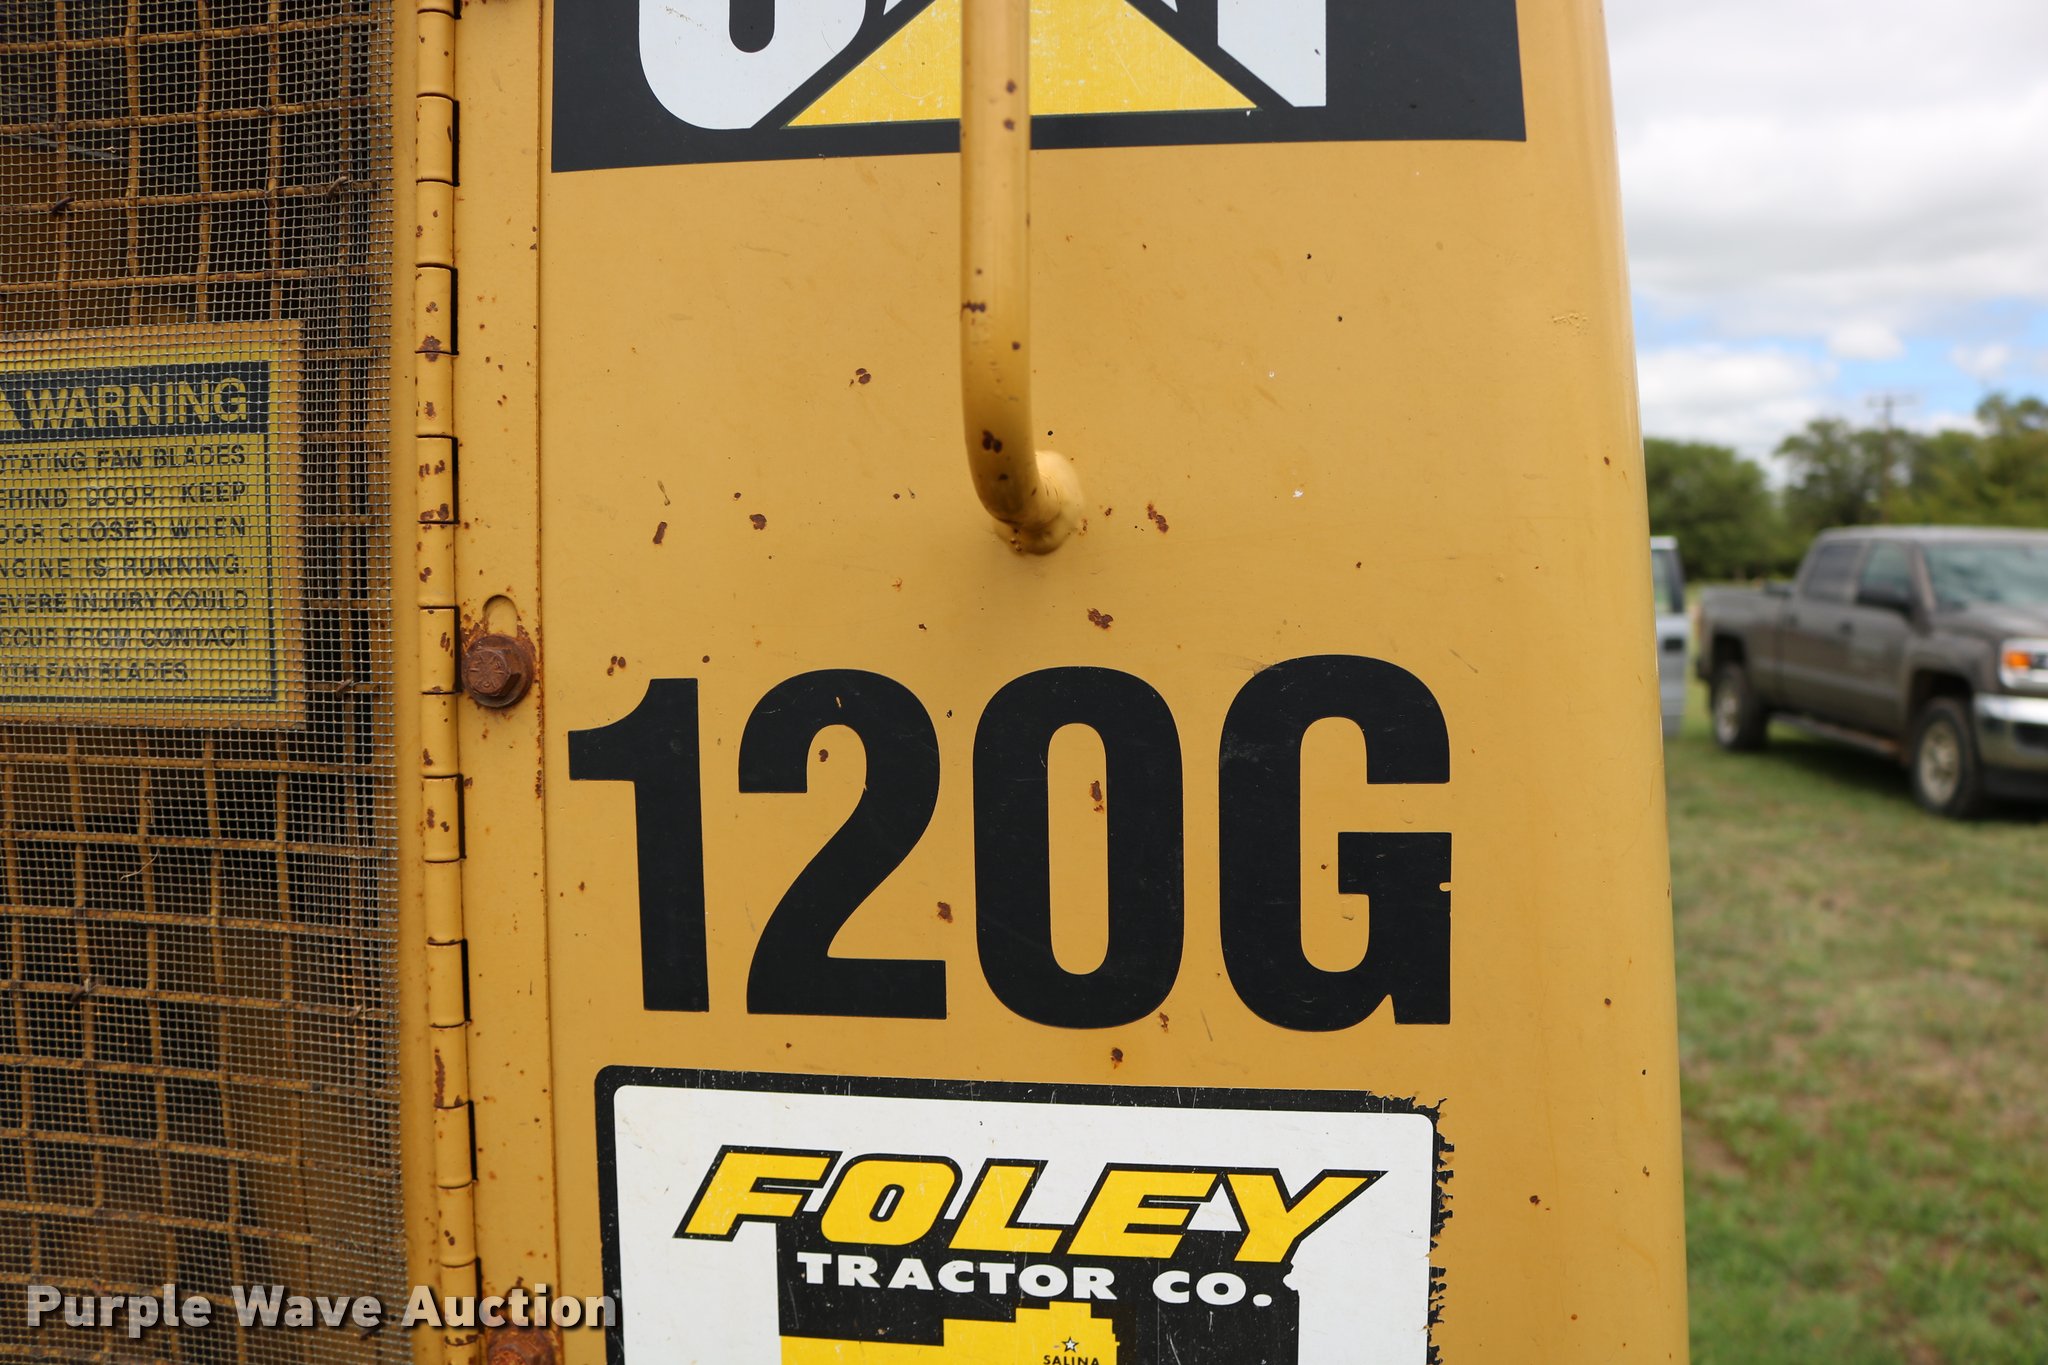 CAT
WARNING
OTATING FAN BLADES
EHIND DOOR. KEEP
OOR CLOSED WHEN
NGINE IS RUNNING.
EVERE INJURY COULD
CCUR FROM CONTACT
ITH FAN BLADES
120G
FOLEY
TRACTOR CO.
SALINA
Purple Wave Auction